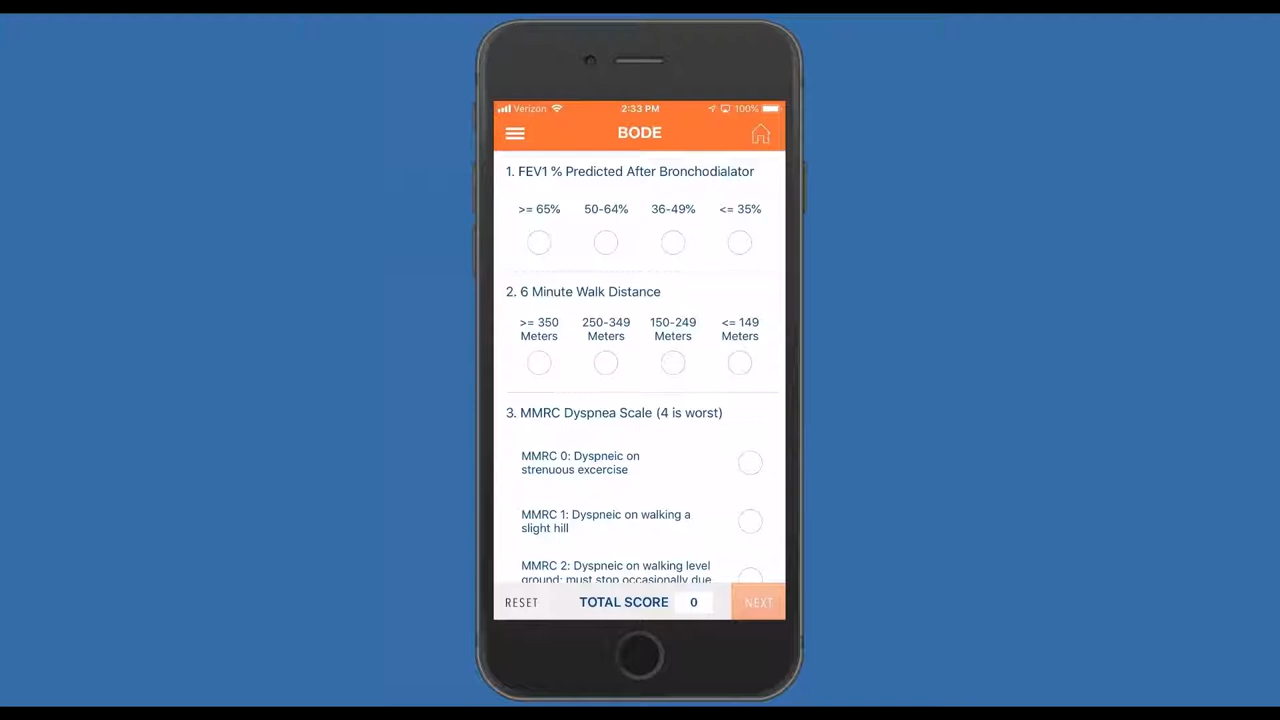 Verizon 2:33 PM 100%
BODE
1. FEV1 % Predicted After Bronchodialator
>= 65% 50-64% 36-49% <= 35%
2. 6 Minute Walk Distance
>= 350 250-349 150-249 <= 149
Meters Meters Meters Meters
3. MMRC Dyspnea Scale (4 is worst)
MMRC 0: Dyspneic on
strenuous excercise
MMRC 1: Dyspneic on walking a
slight hill
MMRC 2: Dyspneic on walking level
ground; must stop occasionally due
RESET TOTAL SCORE 0 NEXT